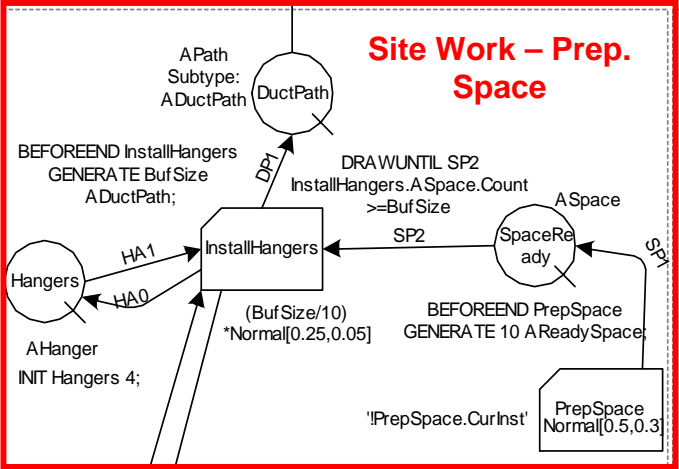 Site Work – Prep.
Space
APath
Subtype:
ADuctPath
DuctPath
BEFOREEND InstallHangers
GENERATE BufSize
ADuctPath;
DP1
DRAWUNTIL SP2
InstallHangers.ASpace.Count
>=BufSize
ASpace
SpaceRe
ady
SP2
SP1
InstallHangers
HA1
Hangers
HA0
(BufSize/10)
*Normal[0.25,0.05]
BEFOREEND PrepSpace
GENERATE 10 AReadySpace;
AHanger
INIT Hangers 4;
'!PrepSpace.CurInst'
PrepSpace
Normal[0.5,0.3]